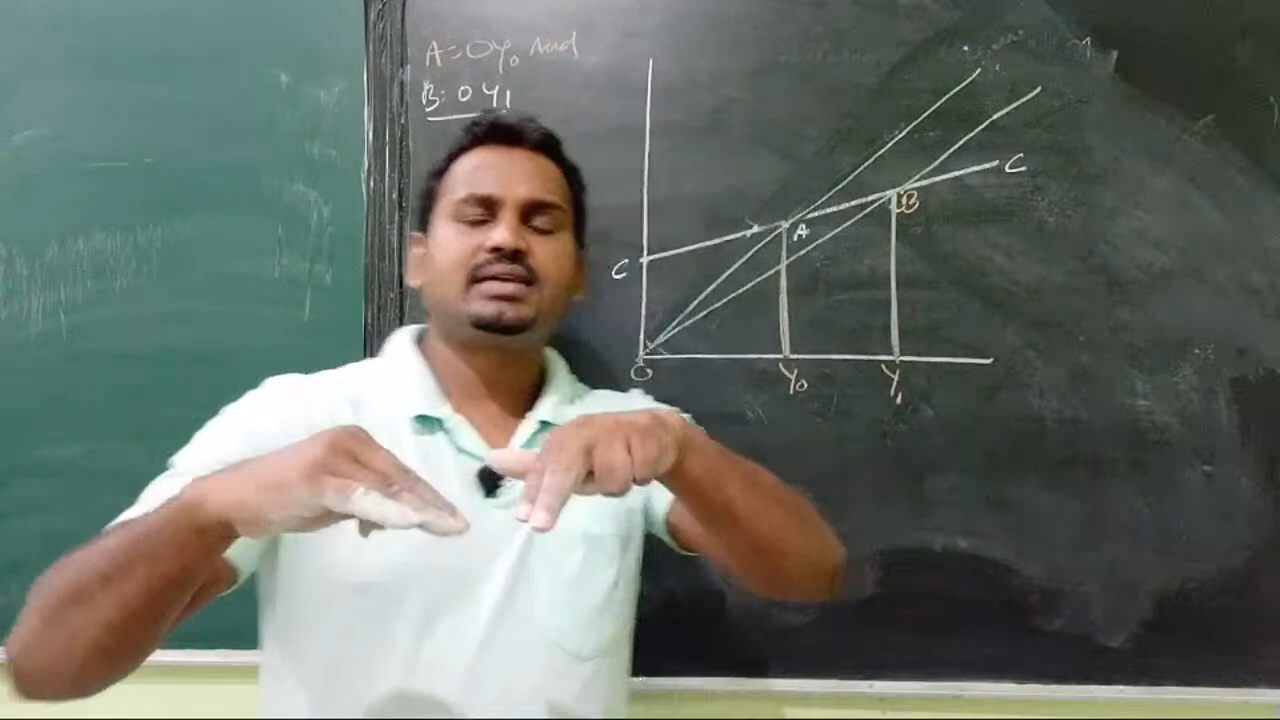 A = OY₀ and
B: OY₁
C
A
B
C
O
Y₀
Y₁